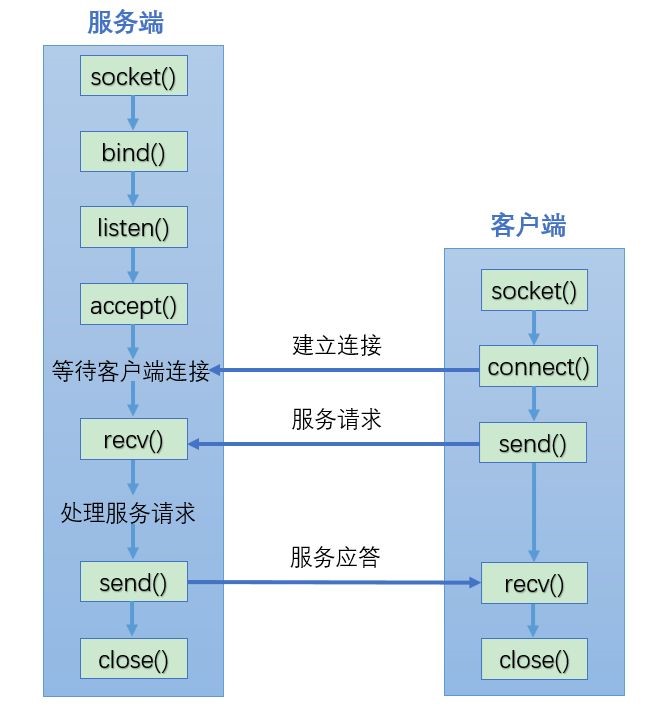 服务端
socket()
bind()
listen()
accept()
等待客户端连接
recv()
处理服务请求
send()
close()
建立连接
服务请求
服务应答
客户端
socket()
connect()
send()
recv()
close()